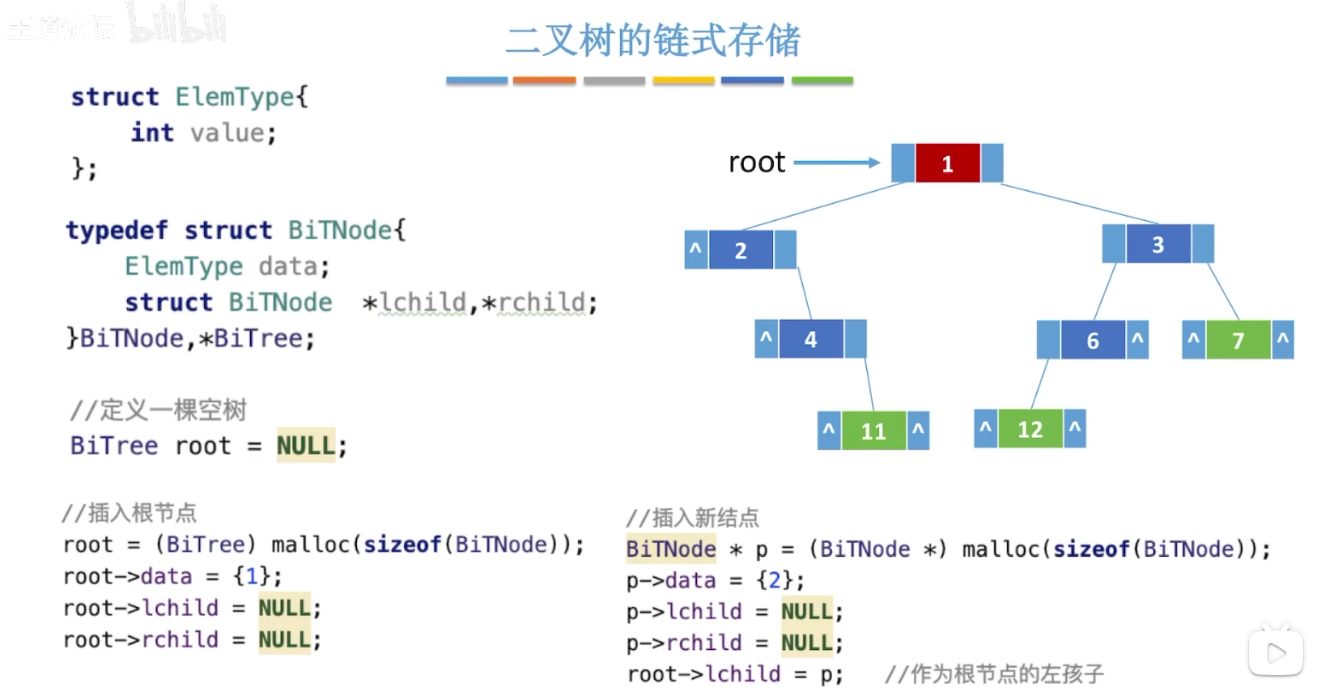 bilibili
二叉树的链式存储
struct ElemType{
int value;
};
typedef struct BiTNode{
ElemType data;
struct BiTNode *lchild,*rchild;
}BiTNode,*BiTree;
//定义一棵空树
BiTree root = NULL;
//插入根节点
root = (BiTree) malloc(sizeof(BiTNode));
root->data = {1};
root->lchild = NULL;
root->rchild = NULL;
root
1
^ 2
3
^ 4
6 ^
^ 7 ^
^ 11 ^
^ 12 ^
//插入新结点
BiTNode * p = (BiTNode *) malloc(sizeof(BiTNode));
p->data = {2};
p->lchild = NULL;
p->rchild = NULL;
root->lchild = p; //作为根节点的左孩子